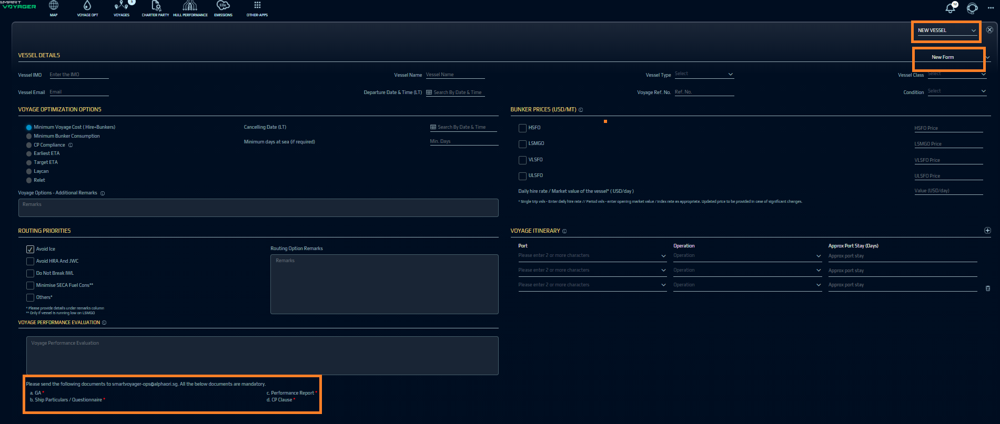 SMART
VOYAGER
5
12
MAP
VOYAGE OPT
VOYAGES
CHARTER PARTY
HULL PERFORMANCE
CO2
EMISSIONS
OTHER-APPS
NEW VESSEL
VESSEL DETAILS
New Form
Vessel IMO Enter the IMO
Vessel Name Vessel Name
Vessel Type Select
Vessel Class Select
Vessel Email Email
Departure Date & Time (LT) Search By Date & Time
Voyage Ref. No. Ref. No.
Condition Select
VOYAGE OPTIMIZATION OPTIONS
Minimum Voyage Cost ( Hire+Bunkers)
Minimum Bunker Consumption
CP Compliance
Earliest ETA
Target ETA
Laycan
Relet
Cancelling Date (LT) Search By Date & Time
Minimum days at sea (if required) Min. Days
Voyage Options - Additional Remarks
Remarks
BUNKER PRICES (USD/MT)
HSFO HSFO Price
LSMGO LSMGO Price
VLSFO VLSFO Price
ULSFO ULSFO Price
Daily hire rate / Market value of the vessel* ( USD/day ) Value (USD/day)
* Single trip vsls - Enter daily hire rate // Period vsls - enter opening market value / Index rate as appropriate. Updated price to be provided in case of significant changes.
ROUTING PRIORITIES
Avoid Ice
Avoid HRA And JWC
Do Not Break IWL
Minimise SECA Fuel Cons**
Others*
* Please provide details under remarks column
** Only if vessel is running low on LSMGO
Routing Option Remarks
Remarks
VOYAGE ITINERARY
Port Operation Approx Port Stay (Days)
Please enter 2 or more characters Operation Approx port stay
Please enter 2 or more characters Operation Approx port stay
Please enter 2 or more characters Operation Approx port stay
VOYAGE PERFORMANCE EVALUATION
Voyage Performance Evaluation
Please send the following documents to smartvoyager-ops@alphaori.sg. All the below documents are mandatory.
a. GA *
b. Ship Particulars / Questionnaire *
c. Performance Report *
d. CP Clause *